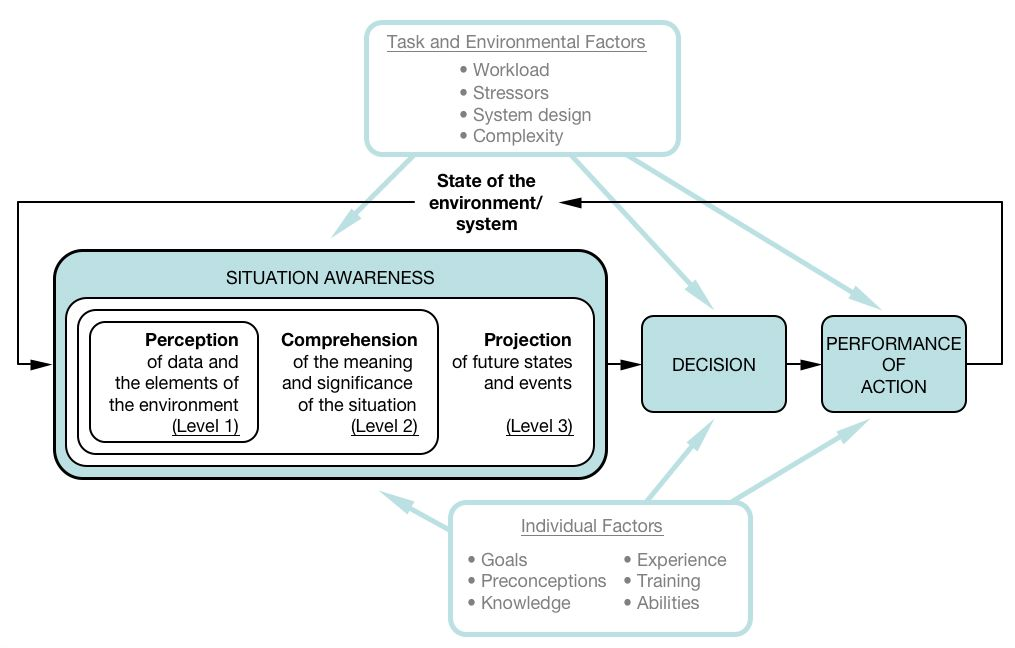 Task and Environmental Factors
• Workload
• Stressors
• System design
• Complexity
State of the
environment/
system
SITUATION AWARENESS
Perception
of data and
the elements of
the environment
(Level 1)
Comprehension
of the meaning
and significance
of the situation
(Level 2)
Projection
of future states
and events
(Level 3)
DECISION
PERFORMANCE
OF
ACTION
Individual Factors
• Goals
• Preconceptions
• Knowledge
• Experience
• Training
• Abilities